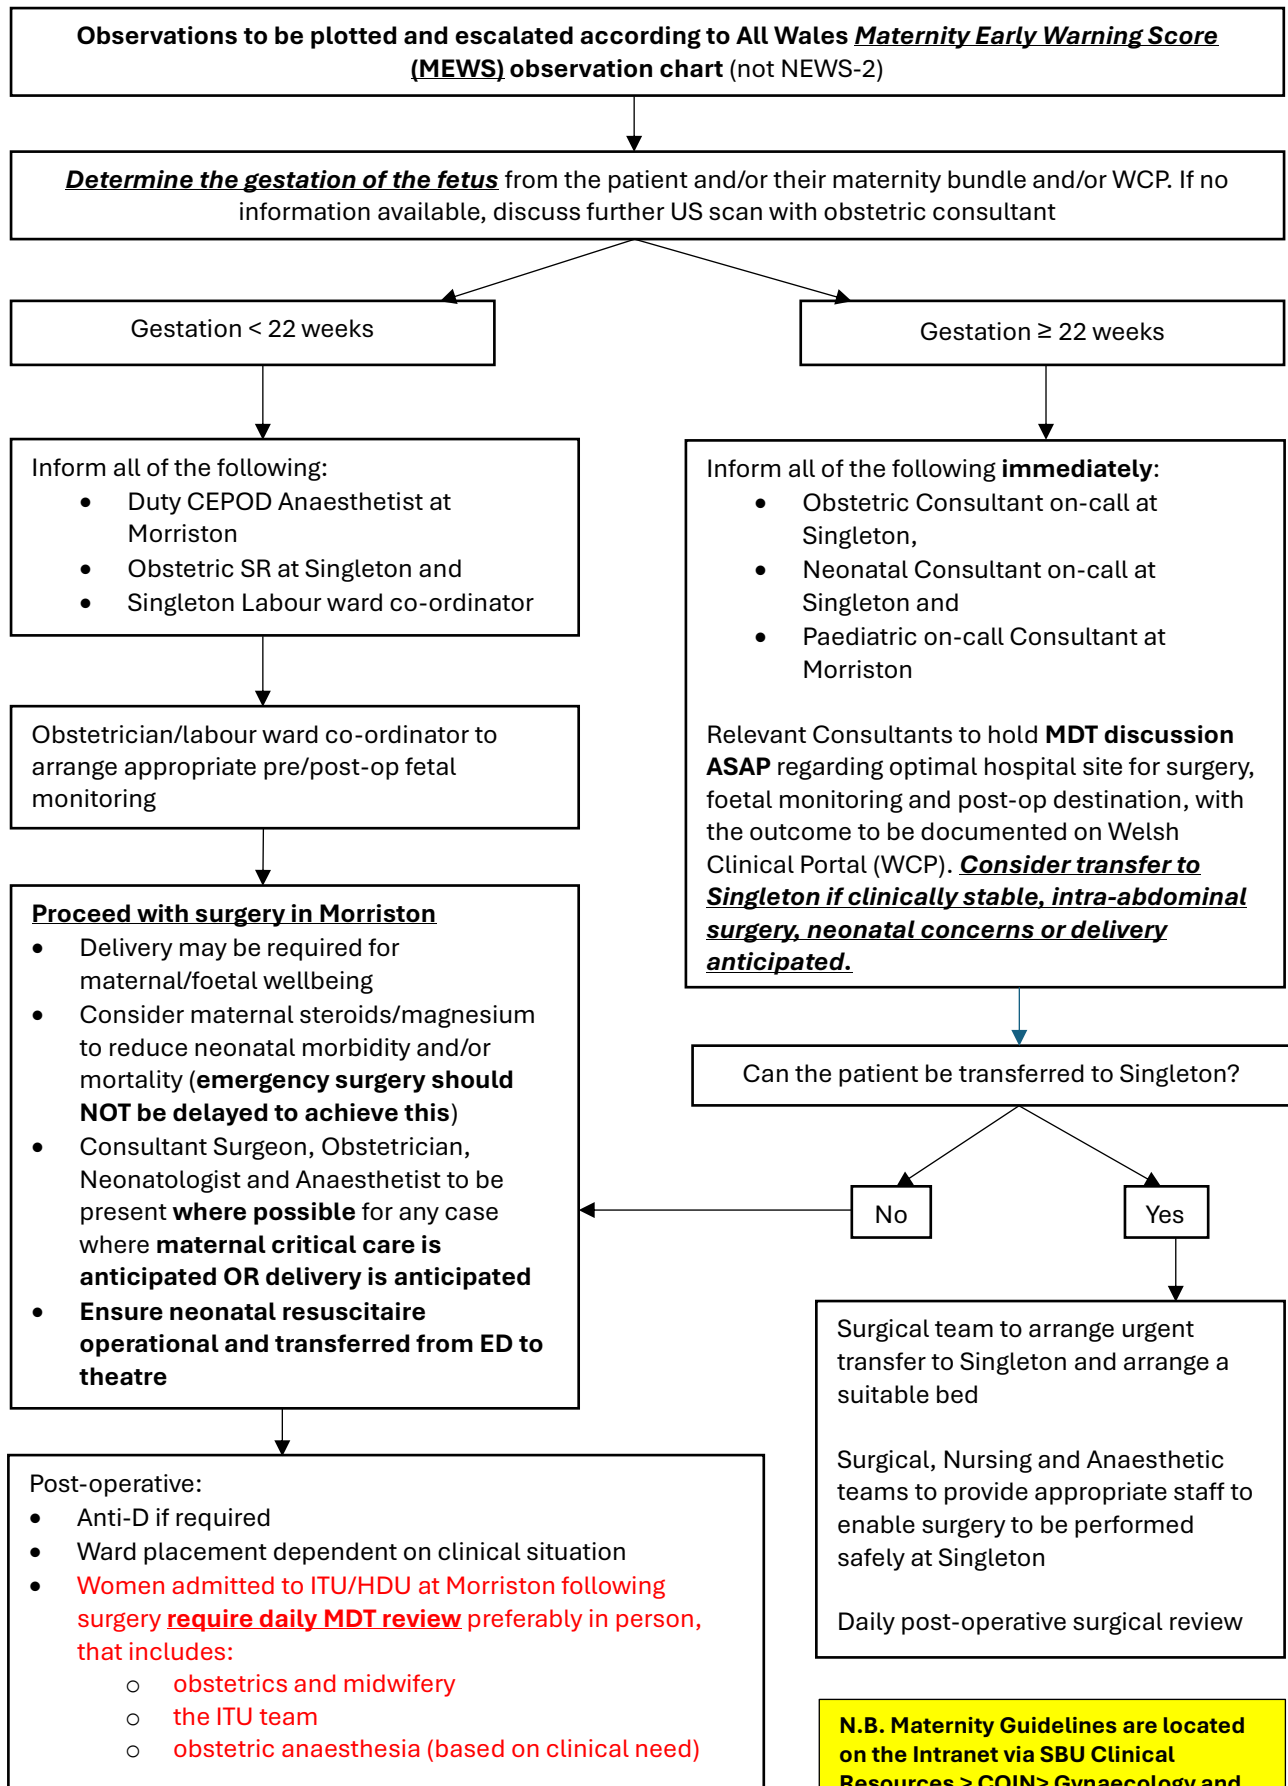 Observations to be plotted and escalated according to All Wales Maternity Early Warning Score
(MEWS) observation chart (not NEWS-2)
Determine the gestation of the fetus from the patient and/or their maternity bundle and/or WCP. If no
information available, discuss further US scan with obstetric consultant
Gestation < 22 weeks
Gestation ≥ 22 weeks
Inform all of the following:
• Duty CEPOD Anaesthetist at
Morriston
• Obstetric SR at Singleton and
• Singleton Labour ward co-ordinator
Obstetrician/labour ward co-ordinator to
arrange appropriate pre/post-op fetal
monitoring
Inform all of the following immediately:
• Obstetric Consultant on-call at
Singleton,
• Neonatal Consultant on-call at
Singleton and
• Paediatric on-call Consultant at
Morriston
Relevant Consultants to hold MDT discussion
ASAP regarding optimal hospital site for surgery,
foetal monitoring and post-op destination, with
the outcome to be documented on Welsh
Clinical Portal (WCP). Consider transfer to
Singleton if clinically stable, intra-abdominal
surgery, neonatal concerns or delivery
anticipated.
Can the patient be transferred to Singleton?
No
Yes
Proceed with surgery in Morriston
• Delivery may be required for
maternal/foetal wellbeing
• Consider maternal steroids/magnesium
to reduce neonatal morbidity and/or
mortality (emergency surgery should
NOT be delayed to achieve this)
• Consultant Surgeon, Obstetrician,
Neonatologist and Anaesthetist to be
present where possible for any case
where maternal critical care is
anticipated OR delivery is anticipated
• Ensure neonatal resuscitaire
operational and transferred from ED to
theatre
Surgical team to arrange urgent
transfer to Singleton and arrange a
suitable bed
Surgical, Nursing and Anaesthetic
teams to provide appropriate staff to
enable surgery to be performed
safely at Singleton
Daily post-operative surgical review
Post-operative:
• Anti-D if required
• Ward placement dependent on clinical situation
• Women admitted to ITU/HDU at Morriston following
surgery require daily MDT review preferably in person,
that includes:
o obstetrics and midwifery
o the ITU team
o obstetric anaesthesia (based on clinical need)
N.B. Maternity Guidelines are located
on the Intranet via SBU Clinical
Resources > COIN> Gynaecology and